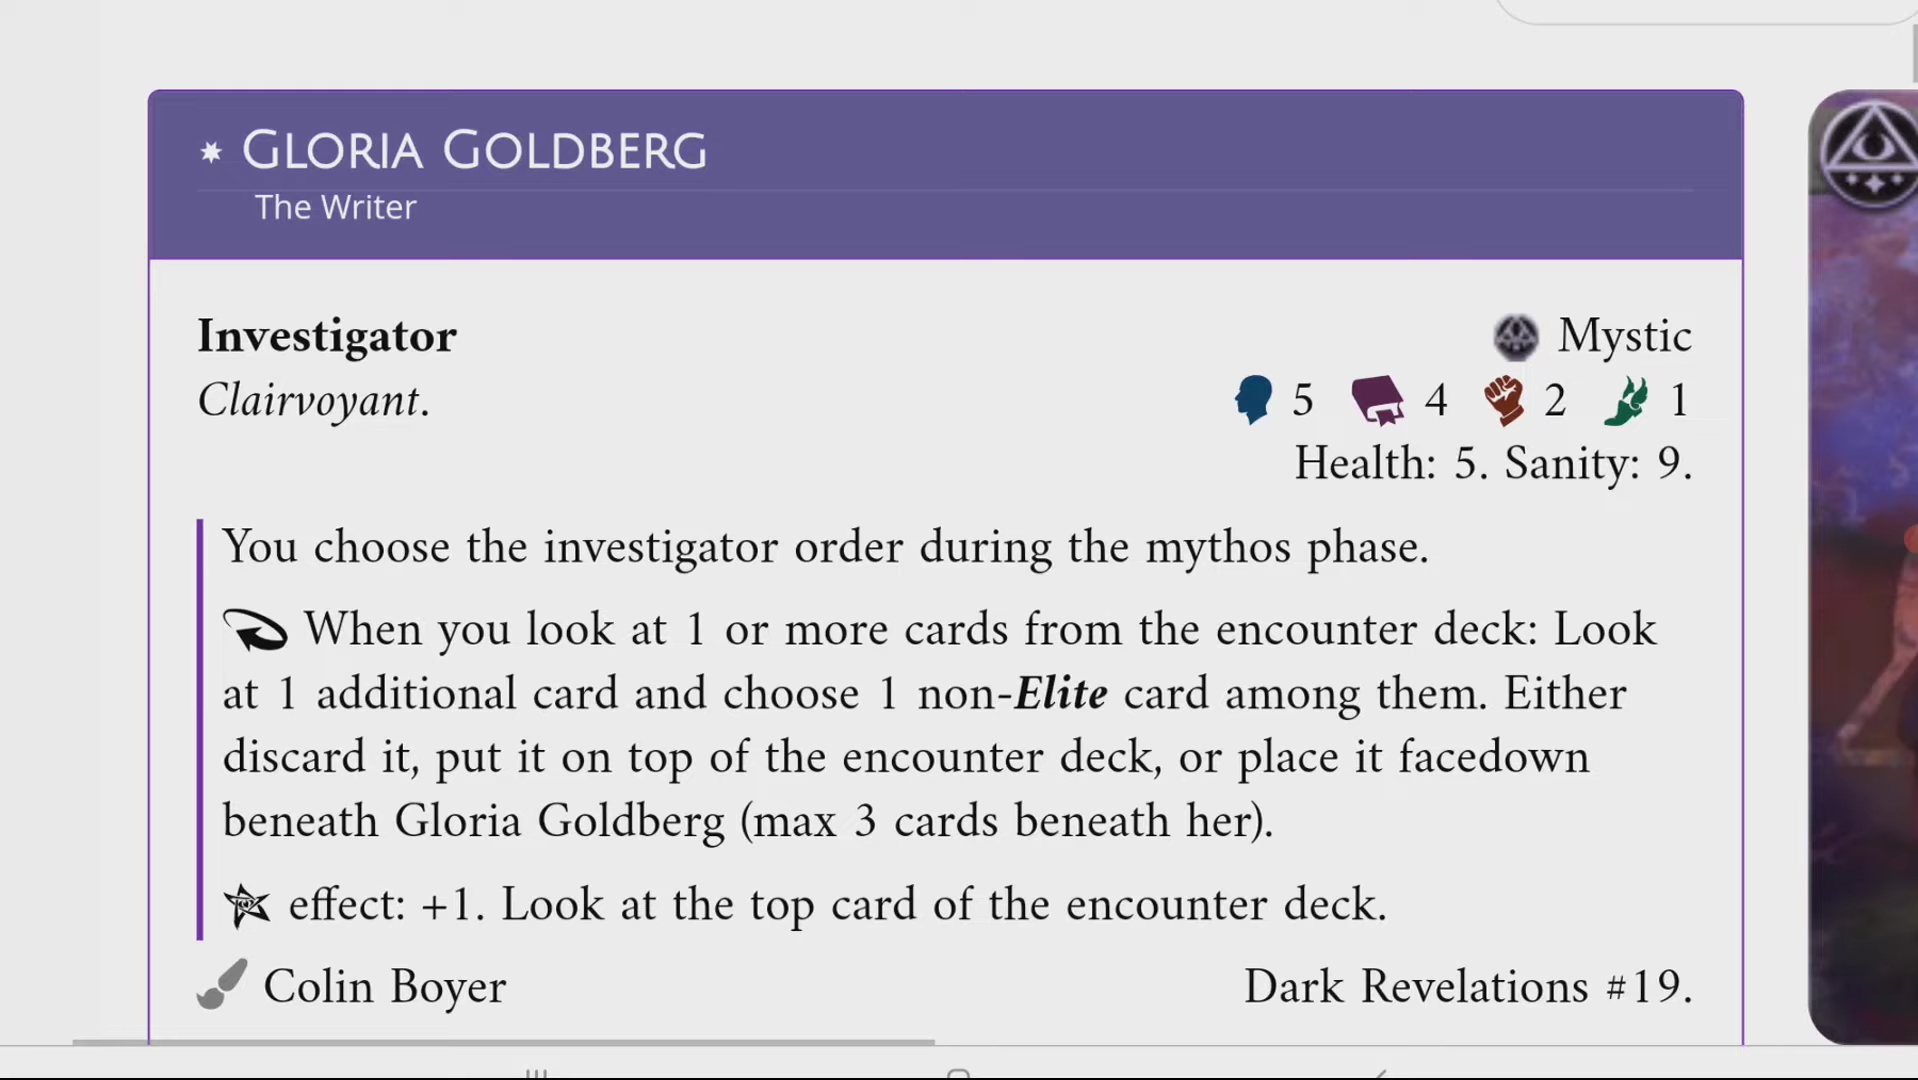 Gloria Goldberg
The Writer
Investigator
Mystic
Clairvoyant.
5 4 2 1
Health: 5. Sanity: 9.
You choose the investigator order during the mythos phase.
When you look at 1 or more cards from the encounter deck: Look
at 1 additional card and choose 1 non-Elite card among them. Either
discard it, put it on top of the encounter deck, or place it facedown
beneath Gloria Goldberg (max 3 cards beneath her).
effect: +1. Look at the top card of the encounter deck.
Colin Boyer
Dark Revelations #19.